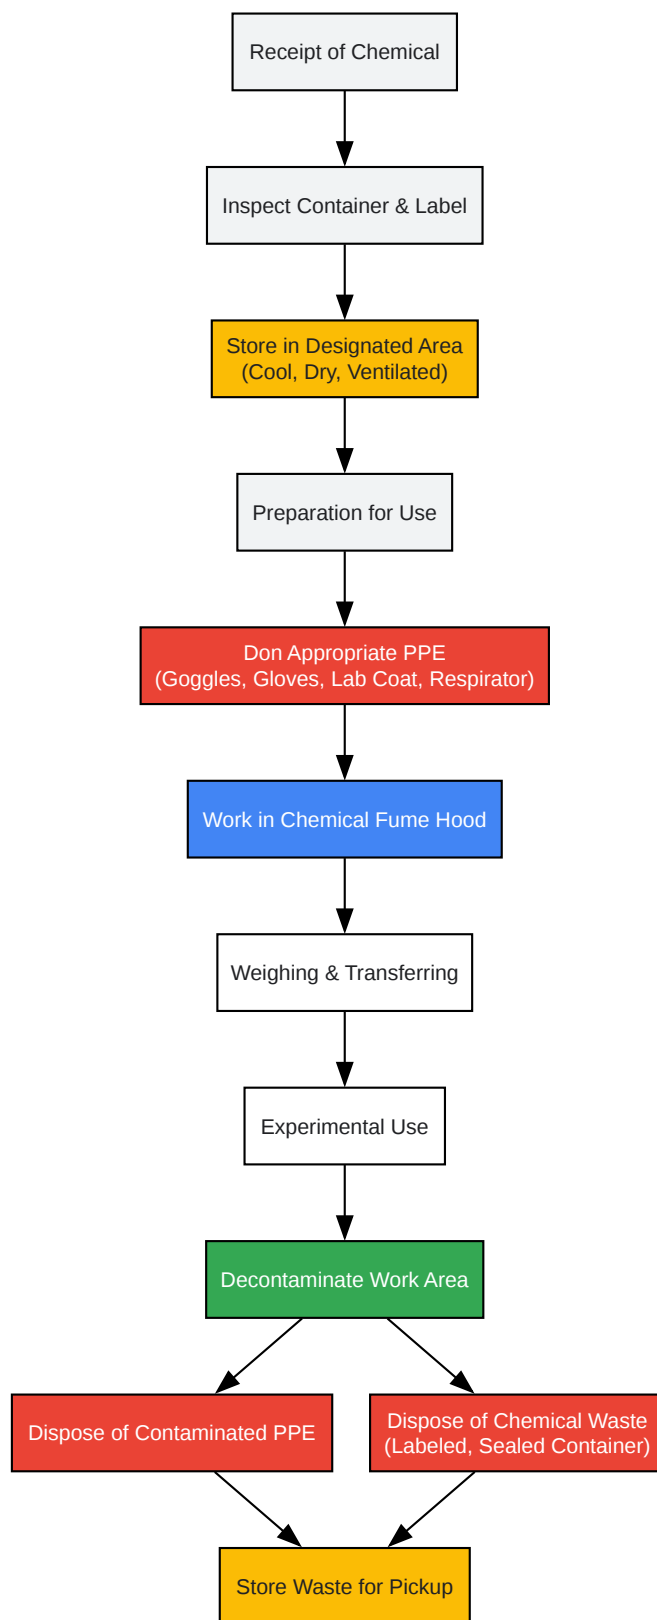 Receipt of Chemical
Inspect Container & Label
Store in Designated Area
(Cool, Dry, Ventilated)
Preparation for Use
Don Appropriate PPE
(Goggles, Gloves, Lab Coat, Respirator)
Work in Chemical Fume Hood
Weighing & Transferring
Experimental Use
Decontaminate Work Area
Dispose of Contaminated PPE
Dispose of Chemical Waste
(Labeled, Sealed Container)
Store Waste for Pickup